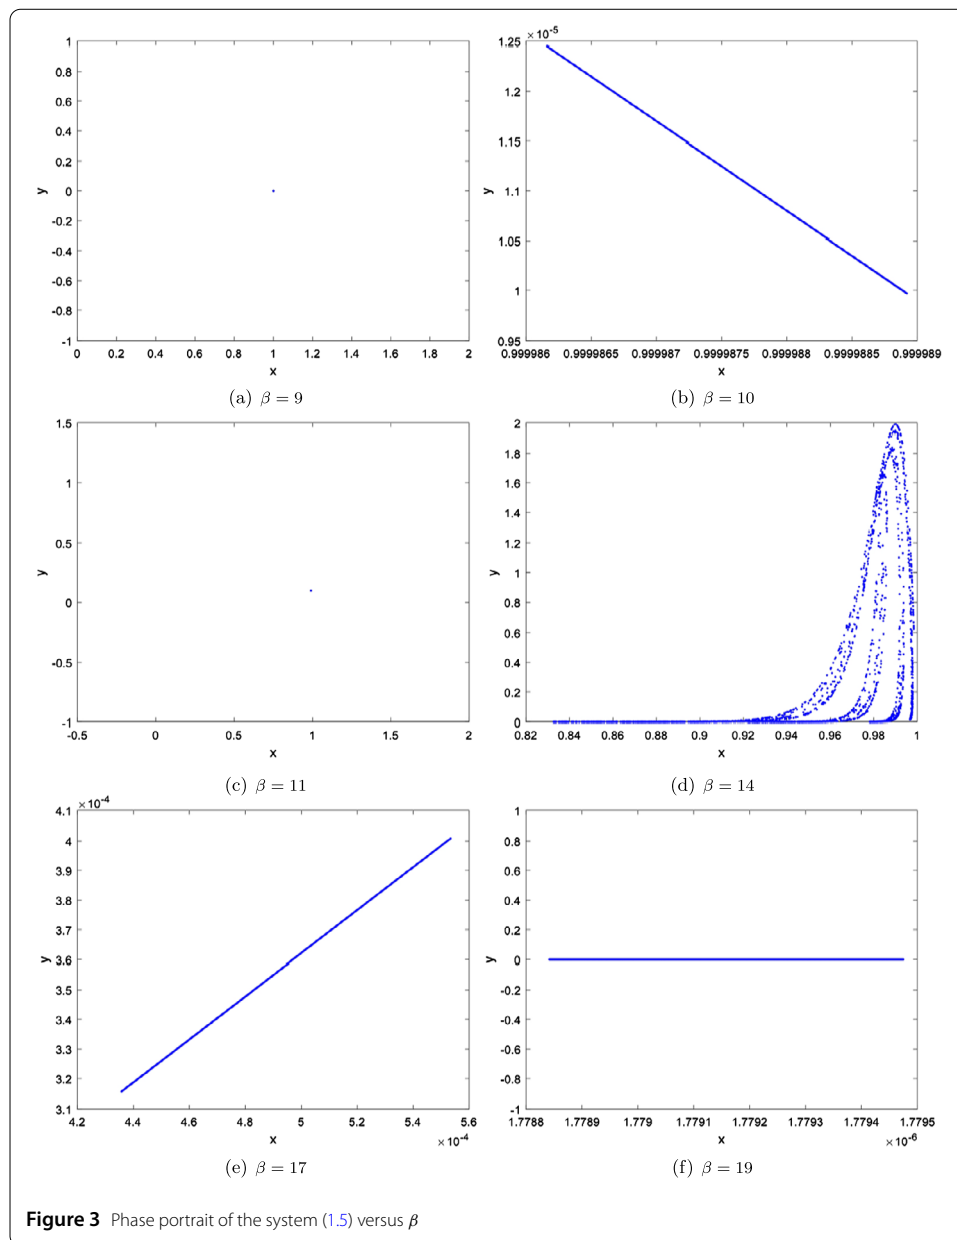 1
0.8
0.6
0.4
0.2
0
-0.2
-0.4
-0.6
-0.8
-1
y
0 0.2 0.4 0.6 0.8 1 1.2 1.4 1.6 1.8 2
x
(a) β = 9
× 10⁻⁵
1.25
1.2
1.15
1.1
1.05
1
0.95
y
0.999986 0.9999865 0.999987 0.9999875 0.999988 0.9999885 0.999989
x
(b) β = 10
1.5
1
0.5
0
-0.5
-1
y
-0.5 0 0.5 1 1.5 2
x
(c) β = 11
2
1.8
1.6
1.4
1.2
1
0.8
0.6
0.4
0.2
0
y
0.82 0.84 0.86 0.88 0.9 0.92 0.94 0.96 0.98 1
x
(d) β = 14
× 10⁻⁴
4.1
4
3.9
3.8
3.7
3.6
3.5
3.4
3.3
3.2
3.1
y
4.2 4.4 4.6 4.8 5 5.2 5.4 5.6
x
× 10⁻⁴
(e) β = 17
1
0.8
0.6
0.4
0.2
0
-0.2
-0.4
-0.6
-0.8
-1
y
1.7788 1.7789 1.779 1.7791 1.7792 1.7793 1.7794 1.7795
x
× 10⁻⁶
(f) β = 19
Figure 3 Phase portrait of the system (1.5) versus β